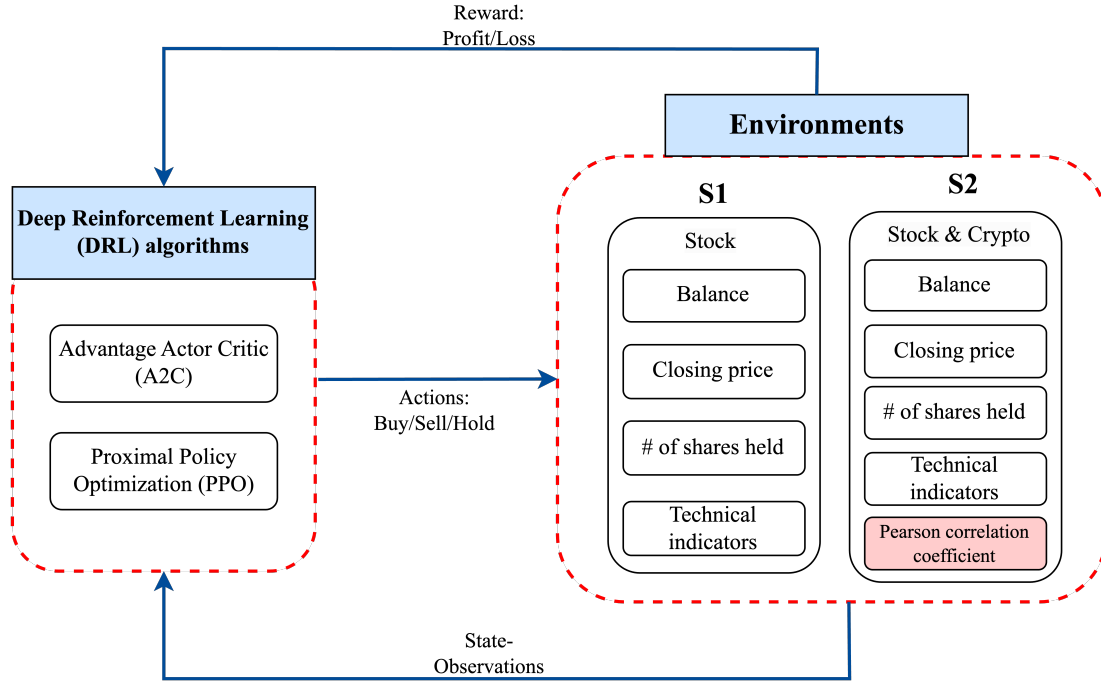 Reward:
Profit/Loss
Environments
Deep Reinforcement Learning
(DRL) algorithms
Advantage Actor Critic
(A2C)
Proximal Policy
Optimization (PPO)
Actions:
Buy/Sell/Hold
S1
Stock
Balance
Closing price
# of shares held
Technical
indicators
S2
Stock & Crypto
Balance
Closing price
# of shares held
Technical
indicators
Pearson correlation
coefficient
State-
Observations